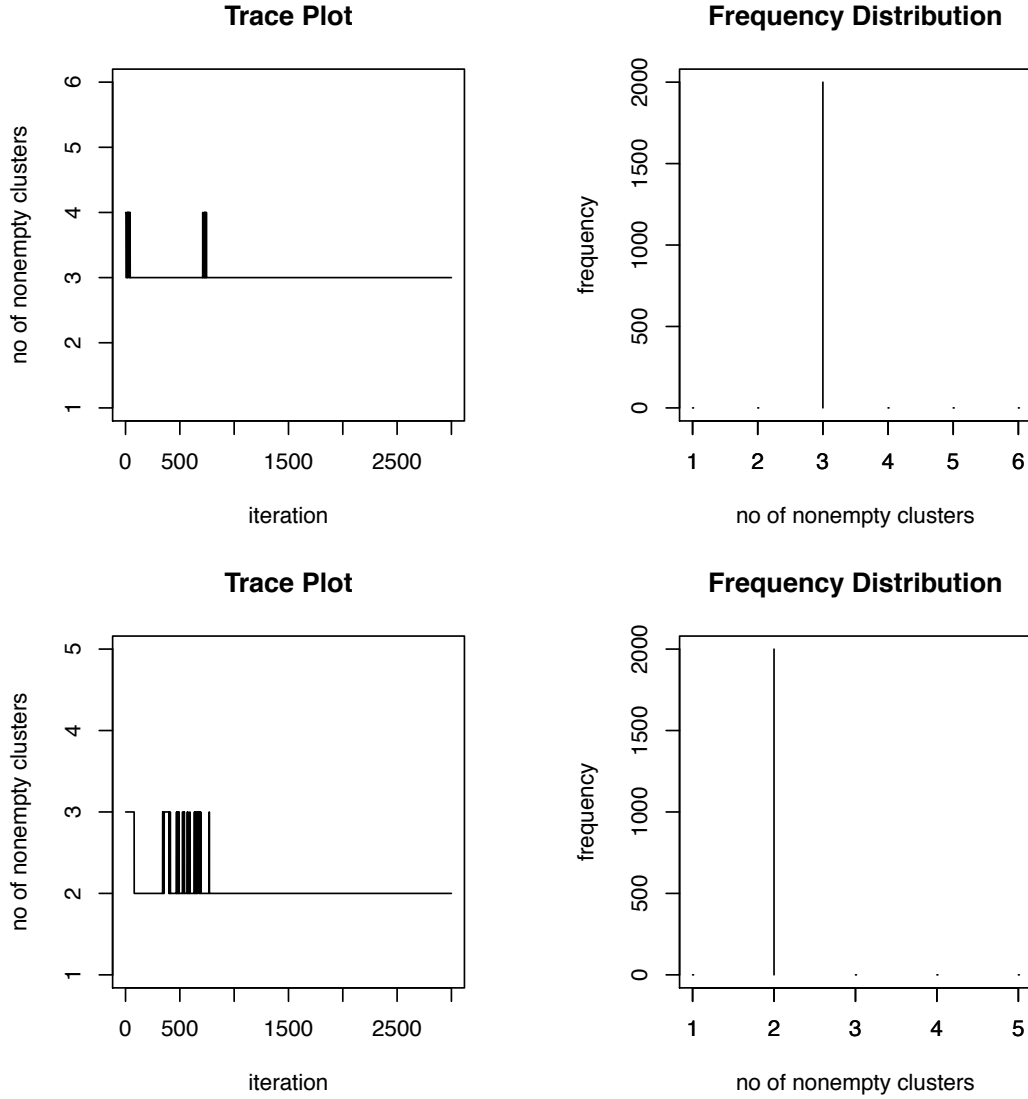 Trace Plot
no of nonempty clusters
6
5
4
3
2
1
0 500 1500 2500
iteration
Frequency Distribution
frequency
2000
1500
1000
500
0
1 2 3 4 5 6
no of nonempty clusters
Trace Plot
no of nonempty clusters
5
4
3
2
1
0 500 1500 2500
iteration
Frequency Distribution
frequency
2000
1500
1000
500
0
1 2 3 4 5
no of nonempty clusters